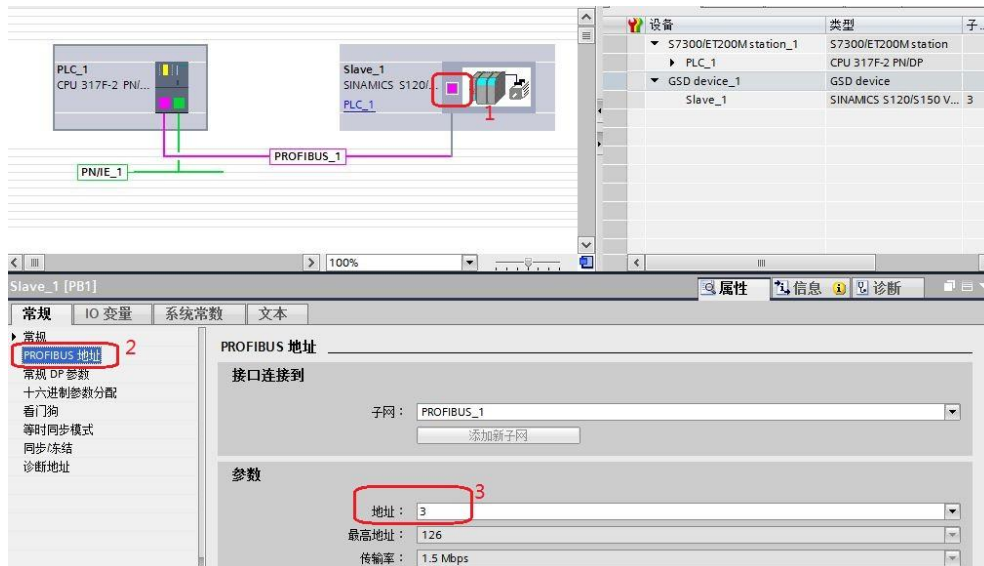 设备
类型
子..
S7300/ET200M station_1
S7300/ET200M station
PLC_1
CPU 317F-2 PN/DP
GSD device_1
GSD device
Slave_1
SINAMICS S120/S150 V...
3
PLC_1
CPU 317F-2 PN/...
Slave_1
SINAMICS S120/...
PLC_1
1
PROFIBUS_1
PN/IE_1
100%
Slave_1 [PB1]
属性
信息
诊断
常规
IO 变量
系统常数
文本
常规
PROFIBUS 地址
2
常规 DP 参数
十六进制参数分配
看门狗
等时同步模式
同步/冻结
诊断地址
PROFIBUS 地址
接口连接到
子网：
PROFIBUS_1
添加新子网
参数
3
地址：
3
最高地址：
126
传输率：
1.5 Mbps